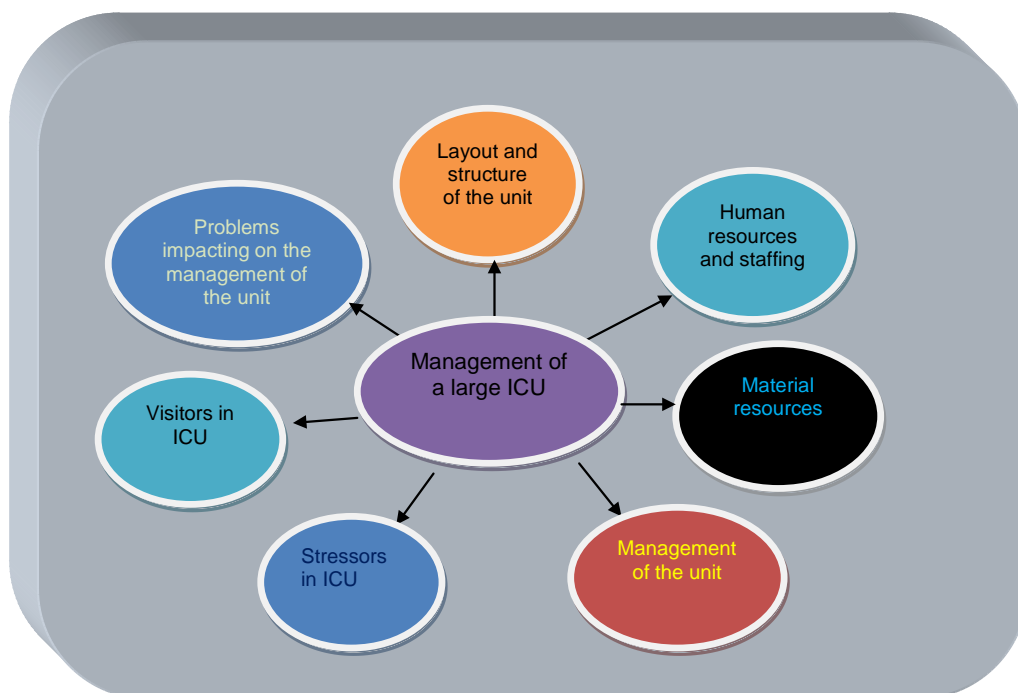 Layout and
structure
of the unit
Human
resources
and staffing
Problems
impacting on the
management of
the unit
Management of
a large ICU
Material
resources
Visitors in
ICU
Stressors
in ICU
Management
of the unit